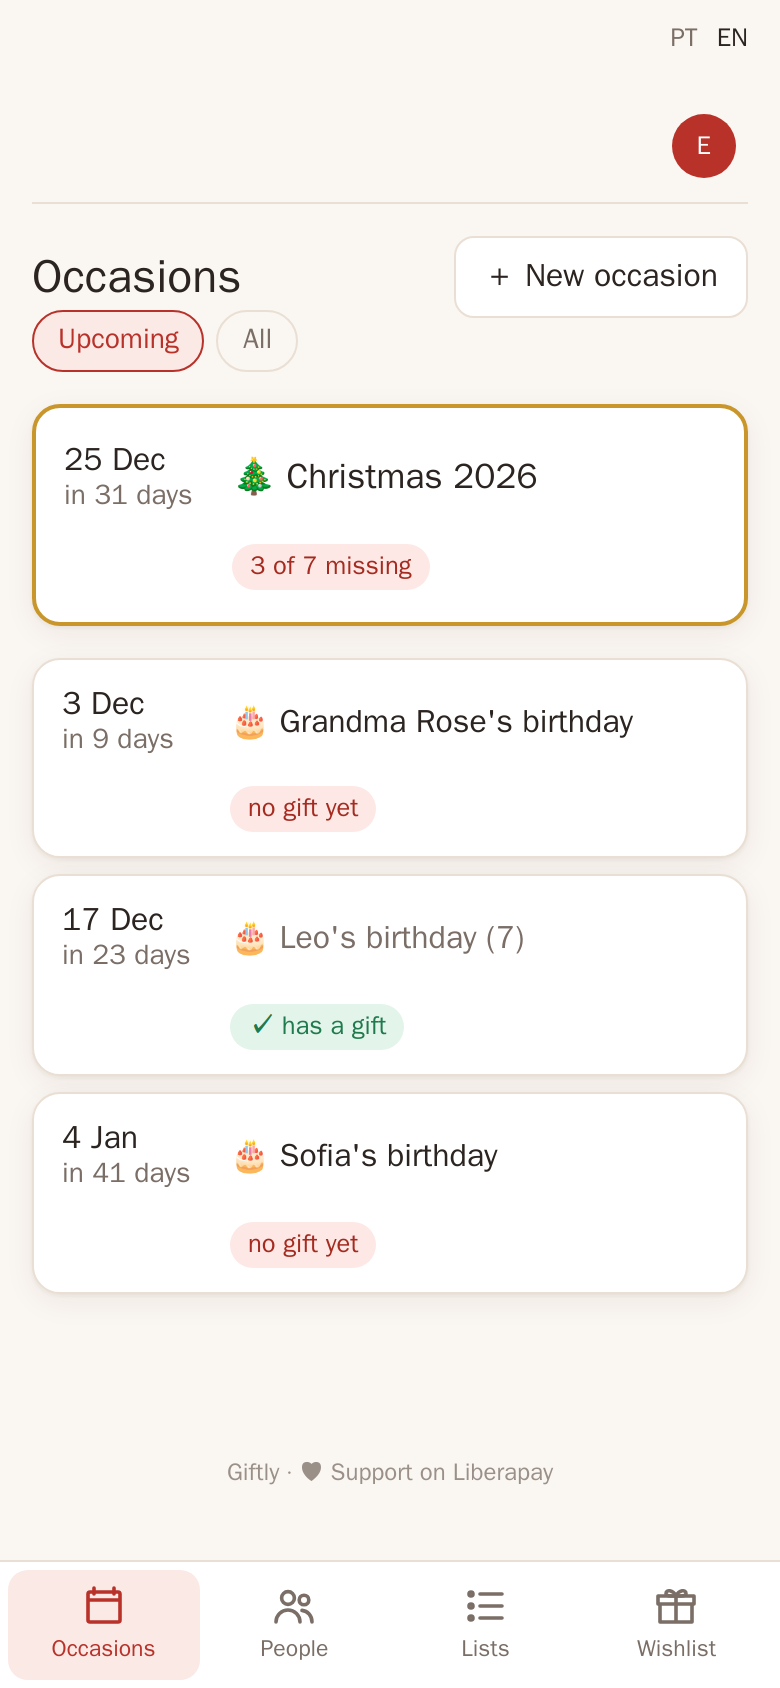 PT EN
E
Occasions
+ New occasion
Upcoming
All
25 Dec
in 31 days
🎄 Christmas 2026
3 of 7 missing
3 Dec
in 9 days
🎂 Grandma Rose's birthday
no gift yet
17 Dec
in 23 days
🎂 Leo's birthday (7)
✓ has a gift
4 Jan
in 41 days
🎂 Sofia's birthday
no gift yet
Giftly · ♥ Support on Liberapay
Occasions
People
Lists
Wishlist